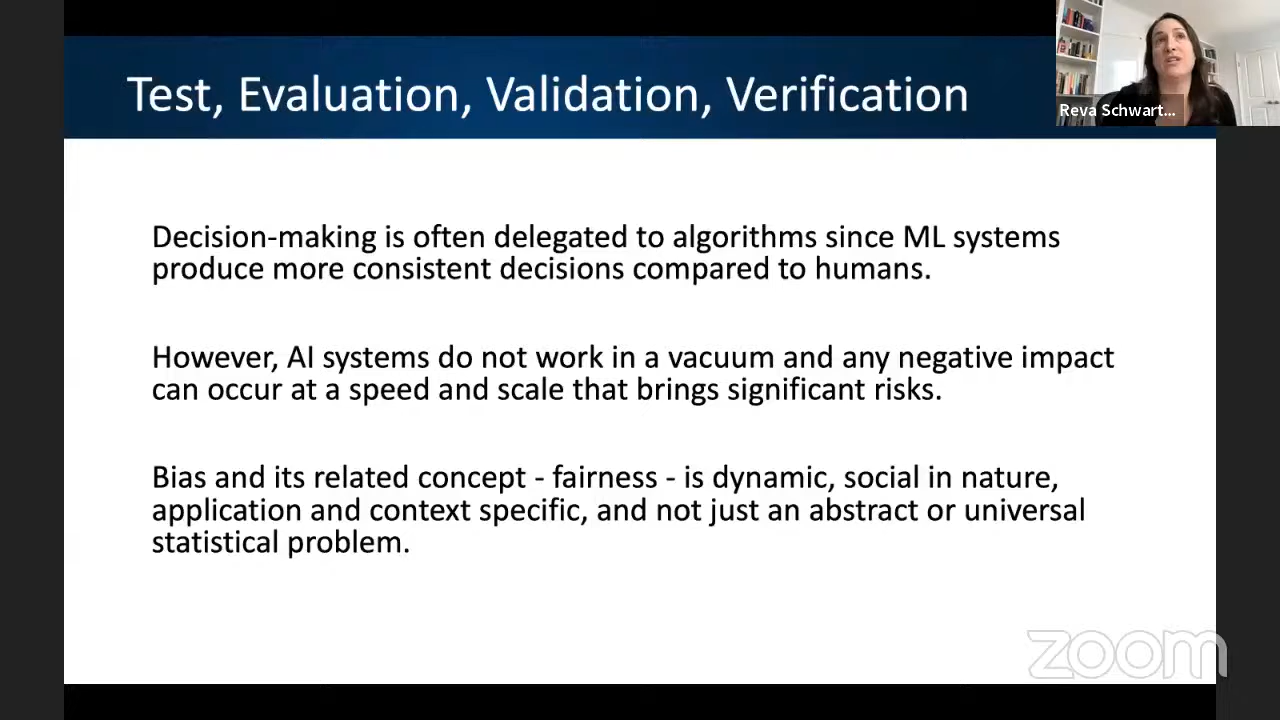 Test, Evaluation, Validation, Verification
Reva Schwart...
Decision-making is often delegated to algorithms since ML systems
produce more consistent decisions compared to humans.
However, AI systems do not work in a vacuum and any negative impact
can occur at a speed and scale that brings significant risks.
Bias and its related concept - fairness - is dynamic, social in nature,
application and context specific, and not just an abstract or universal
statistical problem.
zoom